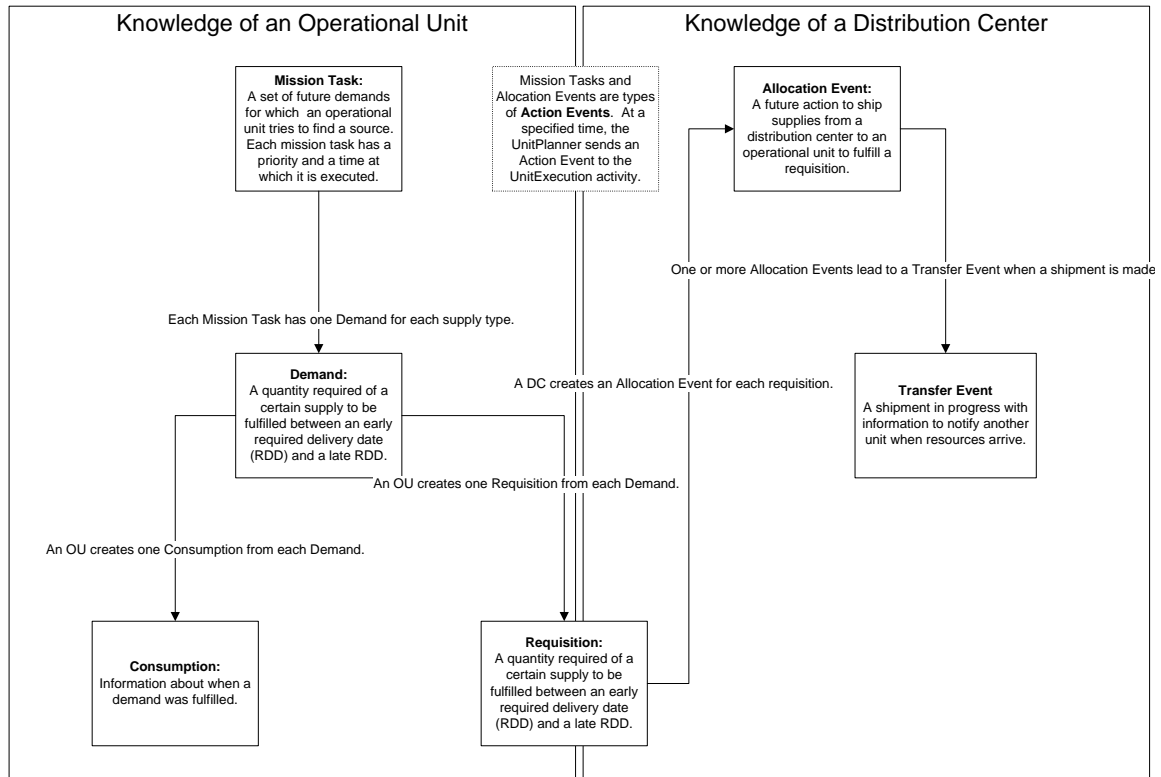 Knowledge of an Operational Unit
Knowledge of a Distribution Center
Mission Task:
A set of future demands
for which an operational
unit tries to find a source.
Each mission task has a
priority and a time at
which it is executed.
Mission Tasks and
Alocation Events are types
of Action Events. At a
specified time, the
UnitPlanner sends an
Action Event to the
UnitExecution activity.
Allocation Event:
A future action to ship
supplies from a
distribution center to an
operational unit to fulfill a
requisition.
One or more Allocation Events lead to a Transfer Event when a shipment is made
Each Mission Task has one Demand for each supply type.
Demand:
A quantity required of a
certain supply to be
fulfilled between an early
required delivery date
(RDD) and a late RDD.
A DC creates an Allocation Event for each requisition.
Transfer Event
A shipment in progress with
information to notify another
unit when resources arrive.
An OU creates one Requisition from each Demand.
An OU creates one Consumption from each Demand.
Consumption:
Information about when a
demand was fulfilled.
Requisition:
A quantity required of a
certain supply to be
fulfilled between an early
required delivery date
(RDD) and a late RDD.